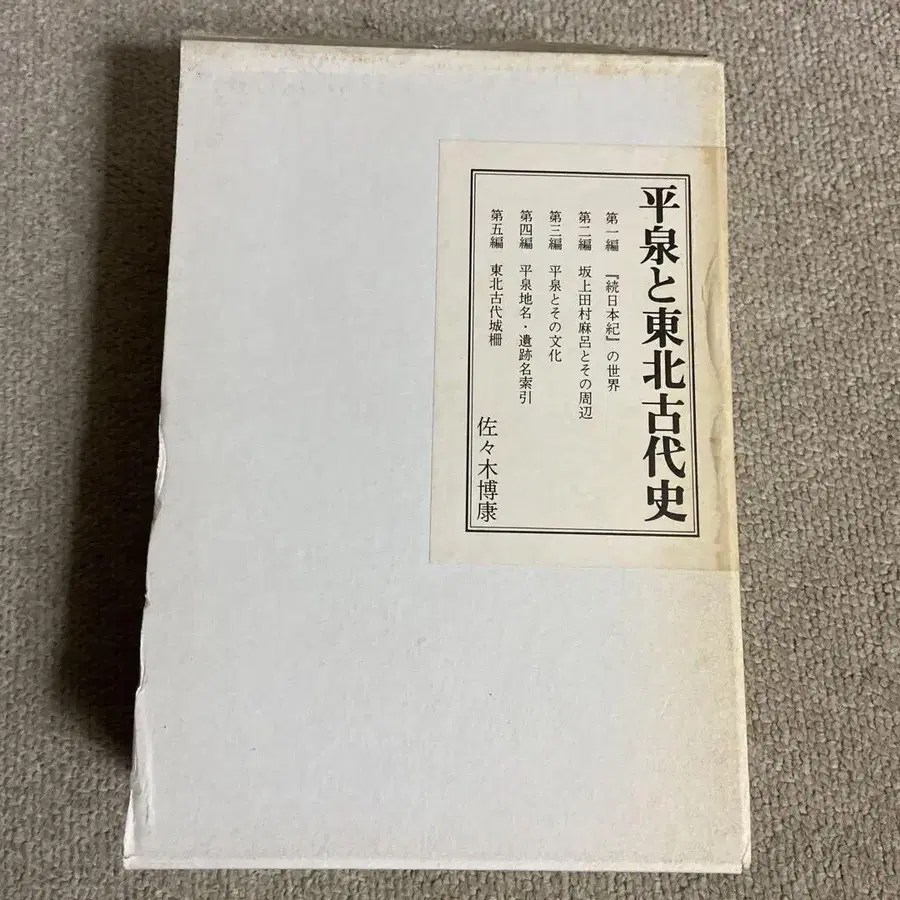 平泉と東北古代史
第一編 『続日本紀』の世界
第二編 坂上田村麻呂とその周辺
第三編 平泉とその文化
第四編 平泉地名・遺跡名索引
第五編 東北古代城柵
佐々木博康